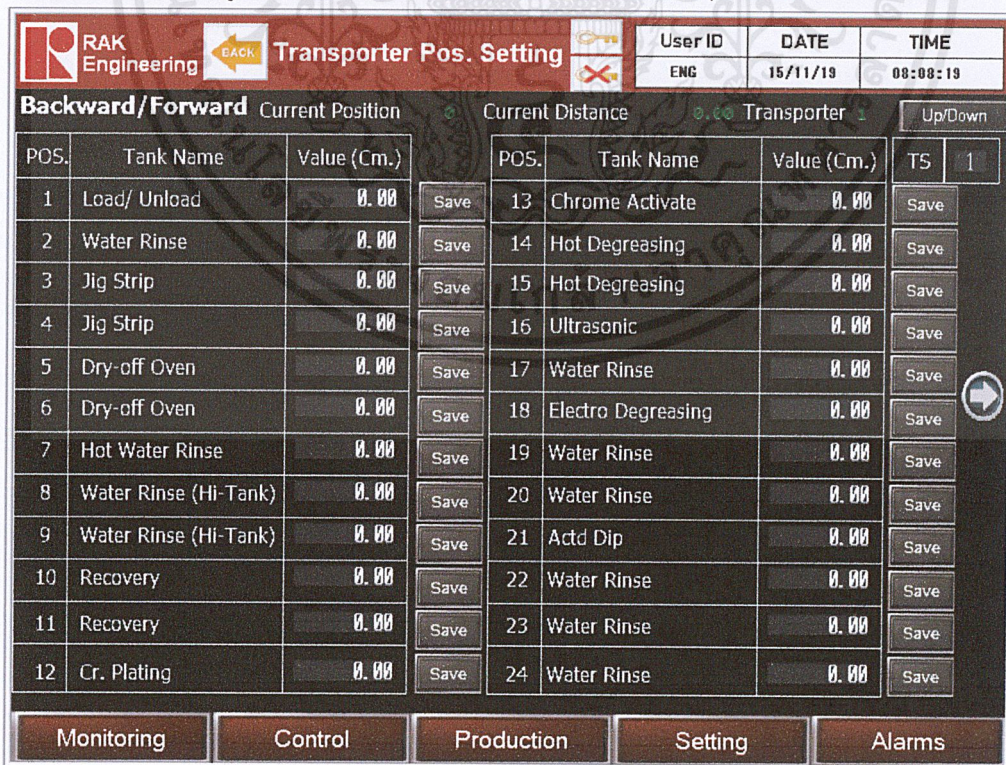 RAK Engineering BACK Transporter Pos. Setting User ID DATE TIME
ENG 15/11/19 08:08:19
Backward/Forward Current Position 0 Current Distance 0.00 Transporter 1 Up/Down
POS. Tank Name Value (Cm.) POS. Tank Name Value (Cm.) TS 1
1 Load/ Unload 0.00 Save 13 Chrome Activate 0.00 Save
2 Water Rinse 0.00 Save 14 Hot Degreasing 0.00 Save
3 Jig Strip 0.00 Save 15 Hot Degreasing 0.00 Save
4 Jig Strip 0.00 Save 16 Ultrasonic 0.00 Save
5 Dry-off Oven 0.00 Save 17 Water Rinse 0.00 Save
6 Dry-off Oven 0.00 Save 18 Electro Degreasing 0.00 Save
7 Hot Water Rinse 0.00 Save 19 Water Rinse 0.00 Save
8 Water Rinse (Hi-Tank) 0.00 Save 20 Water Rinse 0.00 Save
9 Water Rinse (Hi-Tank) 0.00 Save 21 Actd Dip 0.00 Save
10 Recovery 0.00 Save 22 Water Rinse 0.00 Save
11 Recovery 0.00 Save 23 Water Rinse 0.00 Save
12 Cr. Plating 0.00 Save 24 Water Rinse 0.00 Save
Monitoring Control Production Setting Alarms